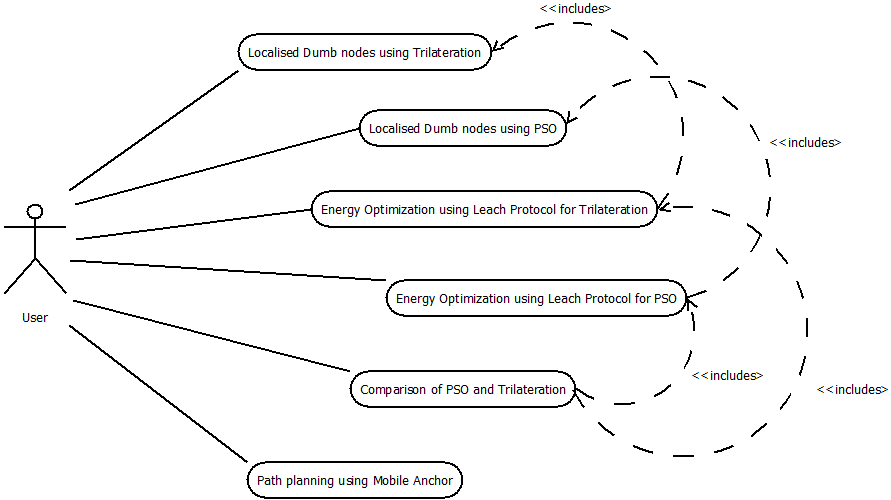 <<includes>
Localised Dumb nodes using Trilateration
Localised Dumb nodes using PSO
<<includes>
Energy Optimization using Leach Protocol for Trilateration
Energy Optimization using Leach Protocol for PSO
User
<<includes>
Comparison of PSO and Trilateration
<<includes>
Path planning using Mobile Anchor